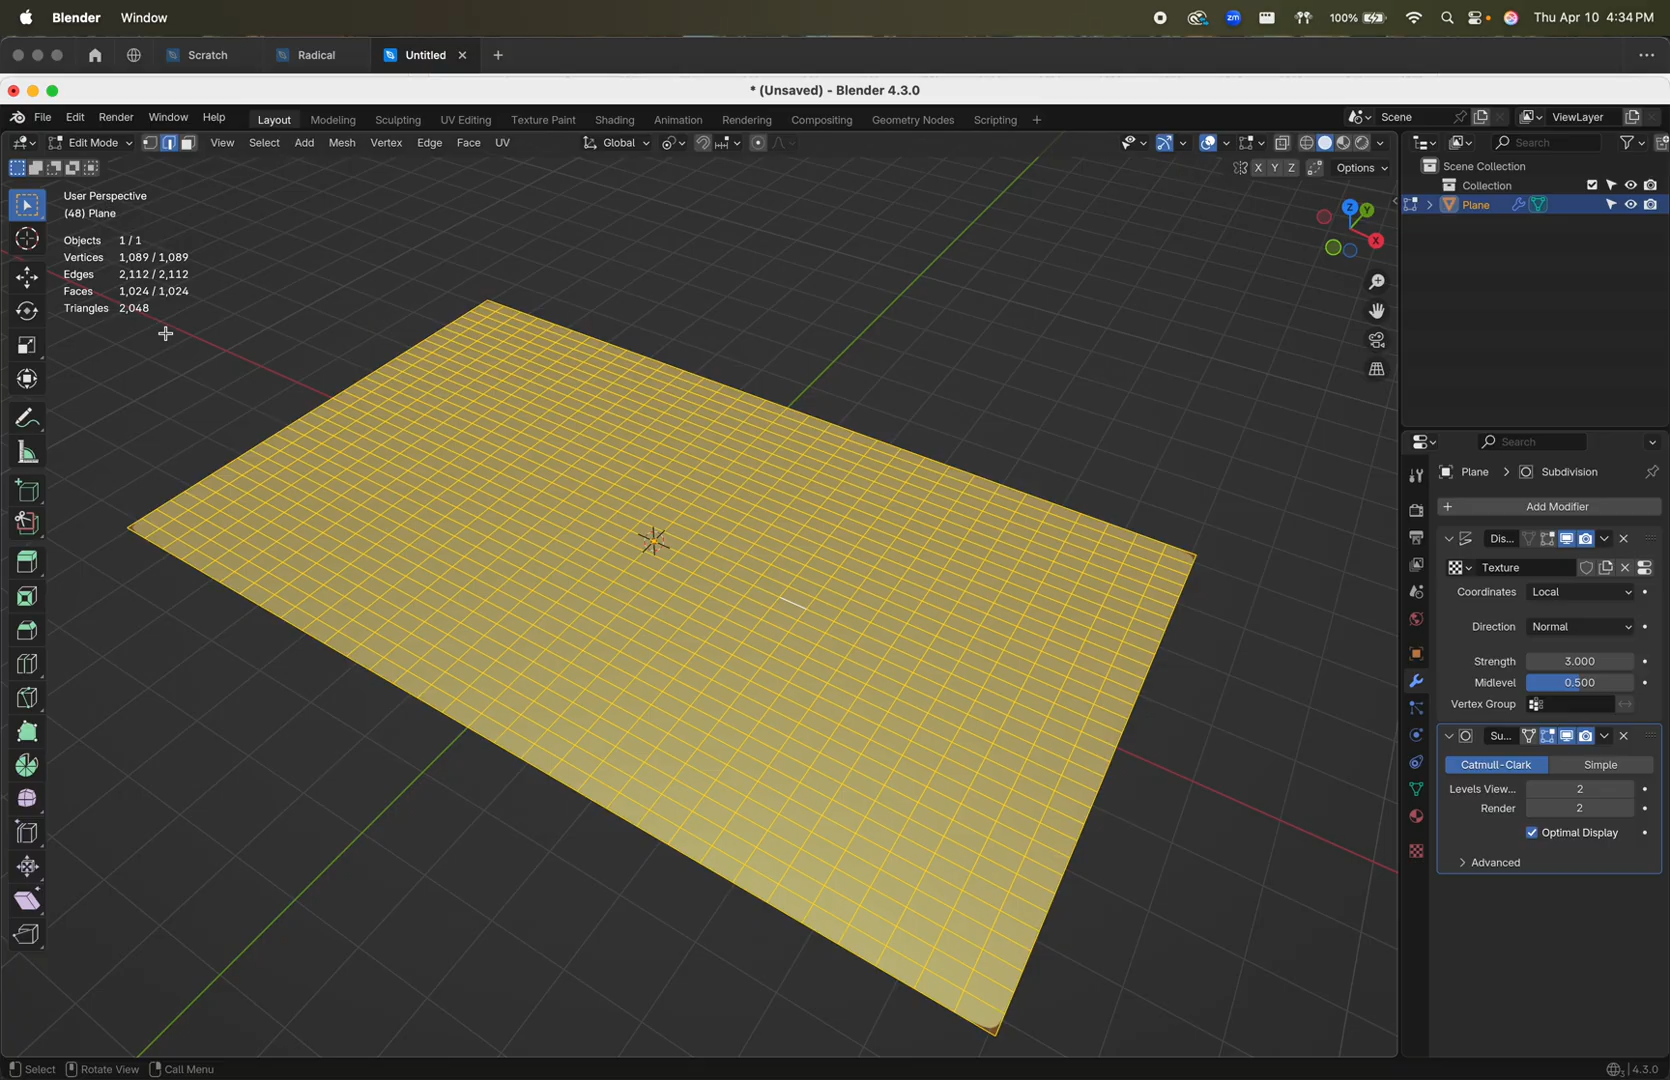 Blender Window 100% Thu Apr 10 4:34 PM
Scratch Radical Untitled
* (Unsaved) - Blender 4.3.0
File Edit Render Window Help Layout Modeling Sculpting UV Editing Texture Paint Shading Animation Rendering Compositing Geometry Nodes Scripting + Scene ViewLayer
Edit Mode View Select Add Mesh Vertex Edge Face UV Global Search
X Y Z Options
Scene Collection
Collection
Plane
User Perspective
(48) Plane
Objects 1 / 1
Vertices 1,089 / 1,089
Edges 2,112 / 2,112
Faces 1,024 / 1,024
Triangles 2,048
Z Y
X
Search
Plane > Subdivision
+ Add Modifier
Dis...
Texture
Coordinates Local
Direction Normal
Strength 3.000
Midlevel 0.500
Vertex Group
Su...
Catmull-Clark Simple
Levels View... 2
Render 2
Optimal Display
Advanced
Select Rotate View Call Menu 4.3.0